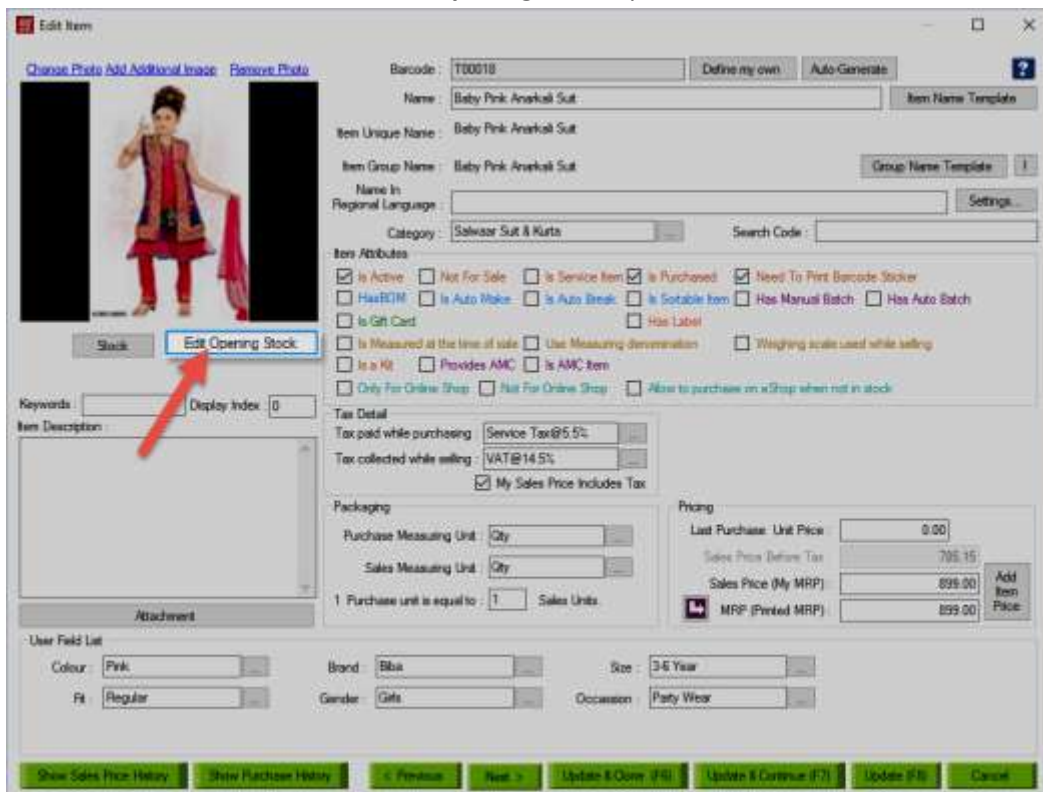 Edit Item
Change Photo Add Additional Image Remove Photo
Barcode : T00018 Define my own Auto Generate ?
Name : Baby Pink Anarkali Suit Item Name Template
Item Unique Name : Baby Pink Anarkali Suit
Item Group Name : Baby Pink Anarkali Suit Group Name Template !
Name In
Regional Language : Settings...
Category : Salwaar Suit & Kurta ... Search Code :
Item Attributes
Is Active Not For Sale Is Service Item Is Purchased Need To Print Barcode Sticker
HasBOM Is Auto Make Is Auto Break Is Sortable Item Has Manual Batch Has Auto Batch
Is Gift Card Has Label
Is Measured at the time of sale Use Measuring denomination Weighing scale used while selling
Is a Kit Provides AMC Is AMC Item
Only For Online Shop Not For Online Shop Allow to purchase on eShop when not in stock
Stock Edit Opening Stock
Keywords : Display Index : 0
Item Description :
Tax Detail
Tax paid while purchasing : Service Tax@5.5% ...
Tax collected while selling : VAT@14.5% ...
My Sales Price Includes Tax
Packaging
Purchase Measuring Unit : Qty ...
Sales Measuring Unit : Qty ...
1 Purchase unit is equal to : 1 Sales Units
Pricing
Last Purchase Unit Price : 0.00
Sales Price Before Tax 785.15
Sales Price (My MRP) : 899.00
MRP (Printed MRP) : 899.00
Add
Item
Price
Attachment
User Field List
Colour : Pink ... Brand : Biba ... Size : 3-6 Year ...
Fit : Regular ... Gender : Girls ... Occassion : Party Wear ...
Show Sales Price History Show Purchase History < Previous Next > Update & Clone (F6) Update & Continue (F7) Update (F8) Cancel